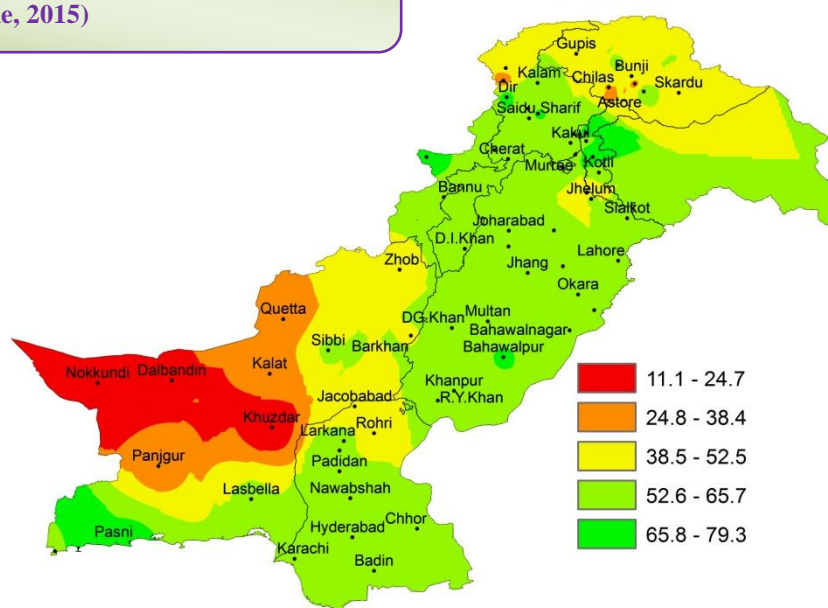 e, 2015)
Gupis
Kalam
Chilas
Bunji
Skardu
Dir
Astore
Saidu Sharif
Kakul
Cherat
Murree
Kotli
Bannu
Jhelum
Sialkot
Joharabad
D.I.Khan
Lahore
Zhob
Jhang
Okara
Quetta
DG.Khan
Multan
Bahawalnagar
Sibbi
Barkhan
Bahawalpur
Nokkundi
Dalbandin
Kalat
Khanpur
R.Y.Khan
Jacobabad
Khuzdar
Larkana
Rohri
Panjgur
Padidan
Lasbella
Nawabshah
Pasni
Hyderabad
Chhor
Karachi
Badin
11.1 - 24.7
24.8 - 38.4
38.5 - 52.5
52.6 - 65.7
65.8 - 79.3